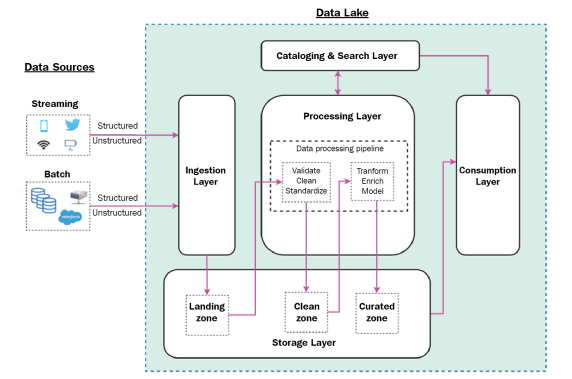 Data Lake
Data Sources
Cataloging & Search Layer
Streaming
Structured
Unstructured
Batch
salesforce
Structured
Unstructured
Ingestion
Layer
Processing Layer
Data processing pipeline
Validate
Clean
Standardize
Tranform
Enrich
Model
Consumption
Layer
Landing
zone
Clean
zone
Curated
zone
Storage Layer